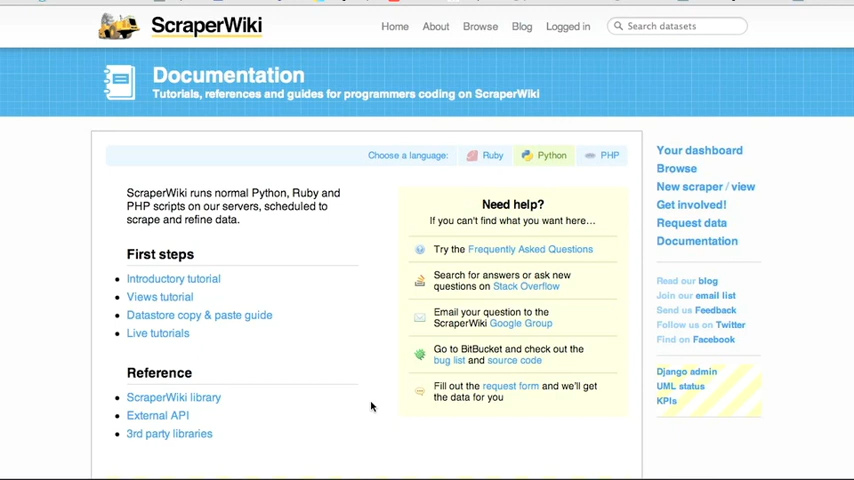 ScraperWiki
Home About Browse Blog Logged in Search datasets
Documentation
Tutorials, references and guides for programmers coding on ScraperWiki
Choose a language: Ruby Python PHP
ScraperWiki runs normal Python, Ruby and
PHP scripts on our servers, scheduled to
scrape and refine data.
First steps
Introductory tutorial
Views tutorial
Datastore copy & paste guide
Live tutorials
Reference
ScraperWiki library
External API
3rd party libraries
Need help?
If you can't find what you want here...
Try the Frequently Asked Questions
Search for answers or ask new
questions on Stack Overflow
Email your question to the
ScraperWiki Google Group
Go to BitBucket and check out the
bug list and source code
Fill out the request form and we'll get
the data for you
Your dashboard
Browse
New scraper / view
Get involved!
Request data
Documentation
Read our blog
Join our email list
Send us Feedback
Follow us on Twitter
Find on Facebook
Django admin
UML status
KPIs